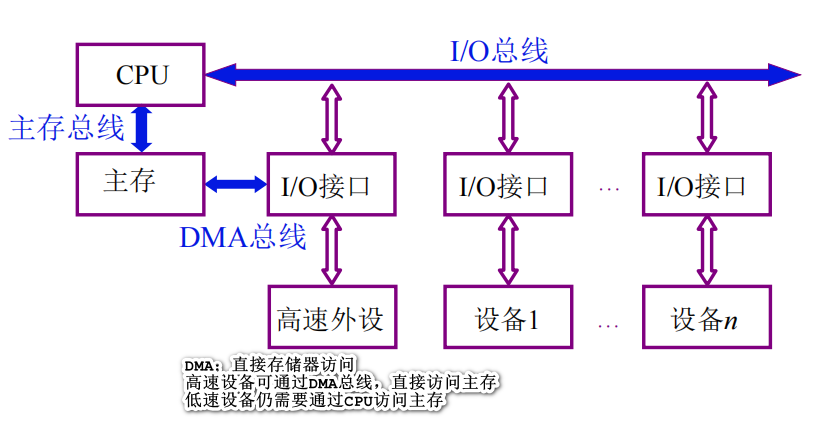 I/O总线
CPU
主存总线
主存
I/O接口
I/O接口
...
I/O接口
DMA总线
高速外设
设备1
...
设备n
DMA：直接存储器访问
高速设备可通过DMA总线，直接访问主存
低速设备仍需要通过CPU访问主存